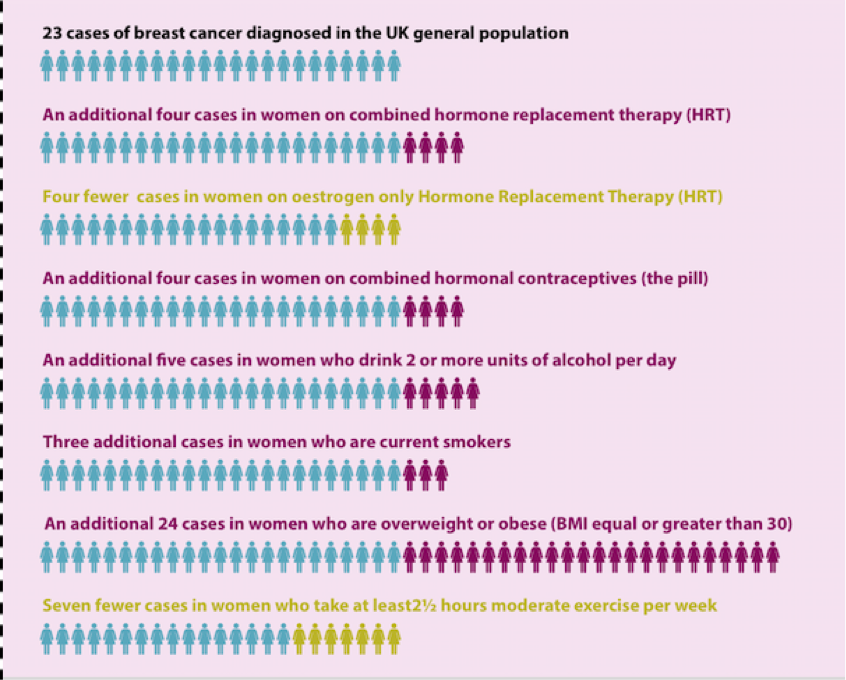 23 cases of breast cancer diagnosed in the UK general population
An additional four cases in women on combined hormone replacement therapy (HRT)
Four fewer  cases in women on oestrogen only Hormone Replacement Therapy (HRT)
An additional four cases in women on combined hormonal contraceptives (the pill)
An additional five cases in women who drink 2 or more units of alcohol per day
Three additional cases in women who are current smokers
An additional 24 cases in women who are overweight or obese (BMI equal or greater than 30)
Seven fewer cases in women who take at least2½ hours moderate exercise per week